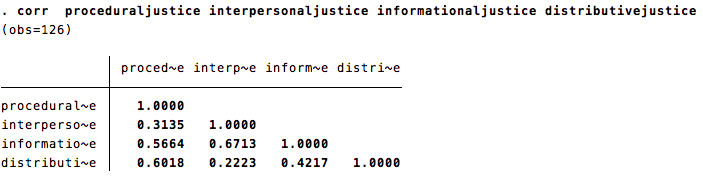 . corr  proceduraljustice interpersonaljustice informationaljustice distributivejustice
(obs=126)
proced~e interp~e inform~e distri~e
procedural~e 1.0000
interperso~e 0.3135 1.0000
informatio~e 0.5664 0.6713 1.0000
distributi~e 0.6018 0.2223 0.4217 1.0000